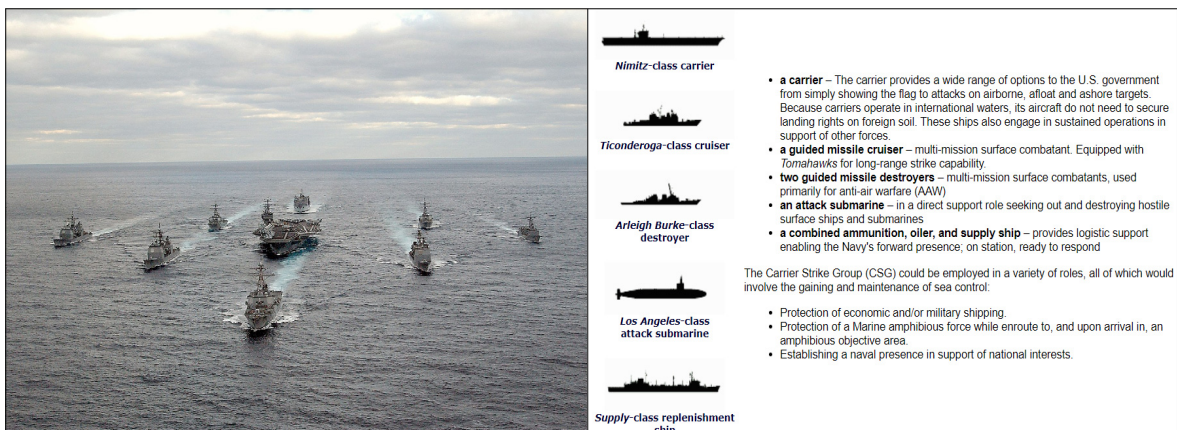 Nimitz-class carrier
Ticonderoga-class cruiser
Arleigh Burke-class
destroyer
Los Angeles-class
attack submarine
Supply-class replenishment
ship
• a carrier – The carrier provides a wide range of options to the U.S. government
from simply showing the flag to attacks on airborne, afloat and ashore targets.
Because carriers operate in international waters, its aircraft do not need to secure
landing rights on foreign soil. These ships also engage in sustained operations in
support of other forces.
• a guided missile cruiser – multi-mission surface combatant. Equipped with
Tomahawks for long-range strike capability.
• two guided missile destroyers – multi-mission surface combatants, used
primarily for anti-air warfare (AAW)
• an attack submarine – in a direct support role seeking out and destroying hostile
surface ships and submarines
• a combined ammunition, oiler, and supply ship – provides logistic support
enabling the Navy's forward presence; on station, ready to respond
The Carrier Strike Group (CSG) could be employed in a variety of roles, all of which would
involve the gaining and maintenance of sea control:
• Protection of economic and/or military shipping.
• Protection of a Marine amphibious force while enroute to, and upon arrival in, an
amphibious objective area.
• Establishing a naval presence in support of national interests.